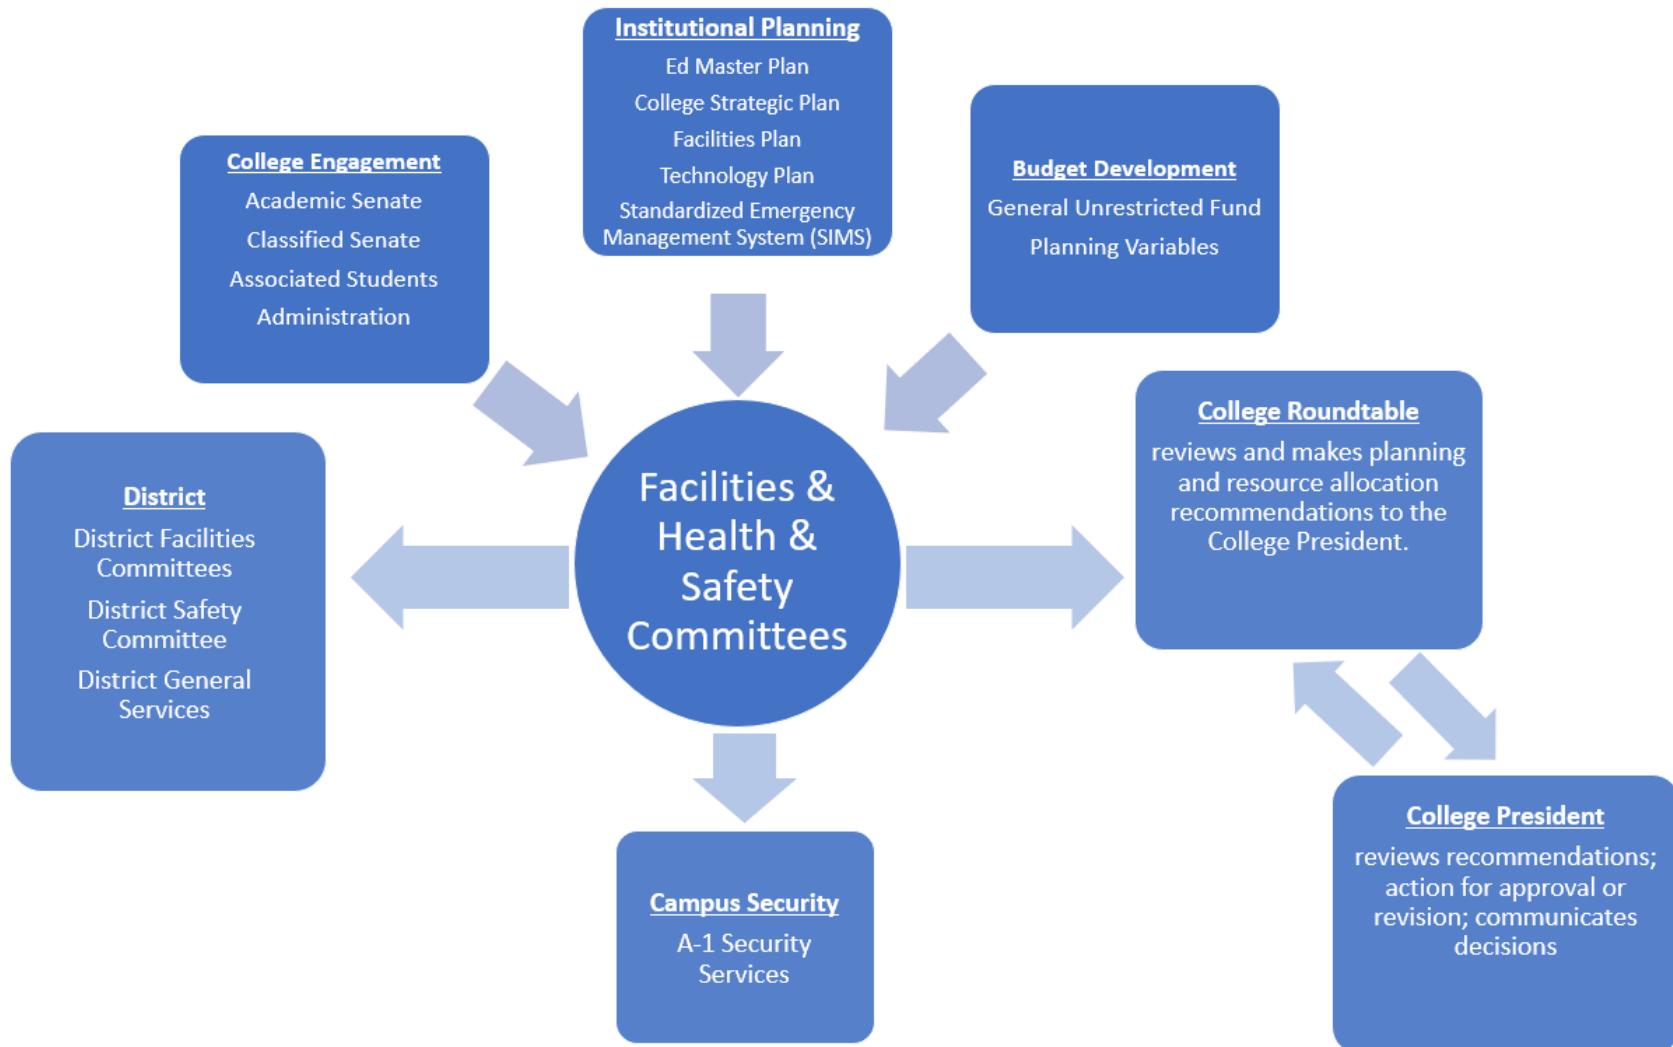 Institutional Planning
Ed Master Plan
College Strategic Plan
Facilities Plan
Technology Plan
Standardized Emergency
Management System (SIMS)
College Engagement
Academic Senate
Classified Senate
Associated Students
Administration
Budget Development
General Unrestricted Fund
Planning Variables
Facilities &
Health &
Safety
Committees
District
District Facilities
Committees
District Safety
Committee
District General
Services
College Roundtable
reviews and makes planning
and resource allocation
recommendations to the
College President.
Campus Security
A-1 Security
Services
College President
reviews recommendations;
action for approval or
revision; communicates
decisions